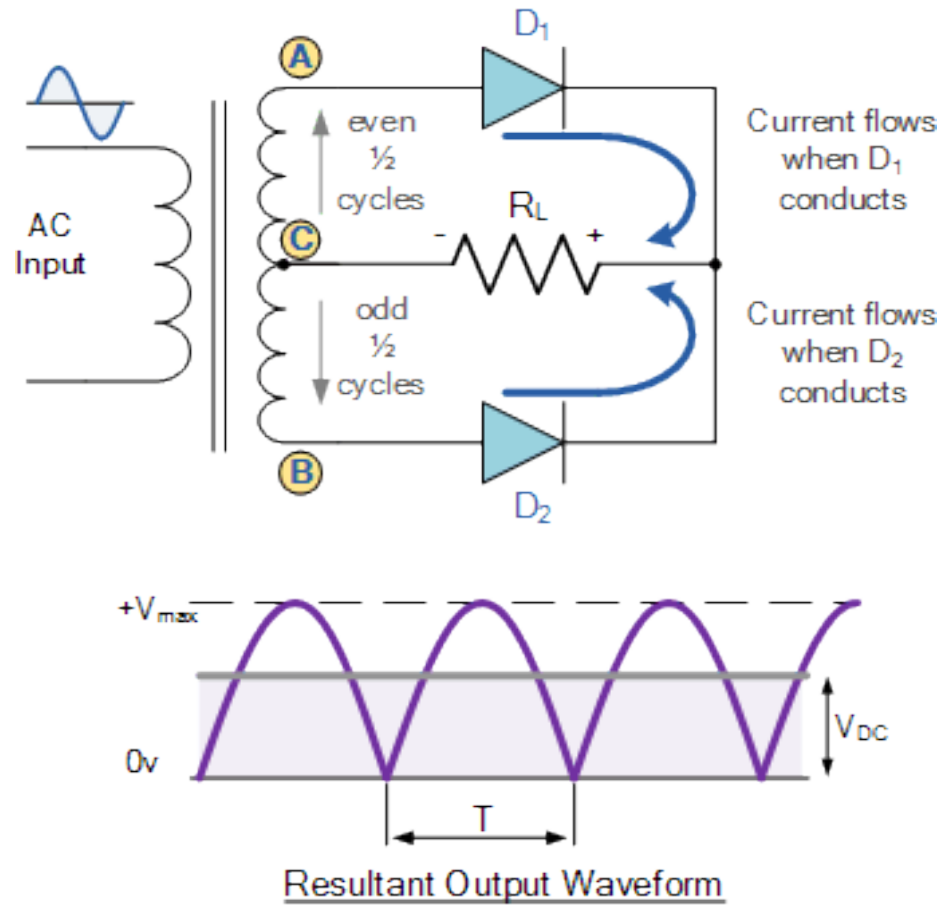 D1
A
even
½
cycles
Current flows
when D1
conducts
AC
Input
C
-
RL
+
odd
½
cycles
Current flows
when D2
conducts
B
D2
+Vmax
VDC
0v
T
Resultant Output Waveform